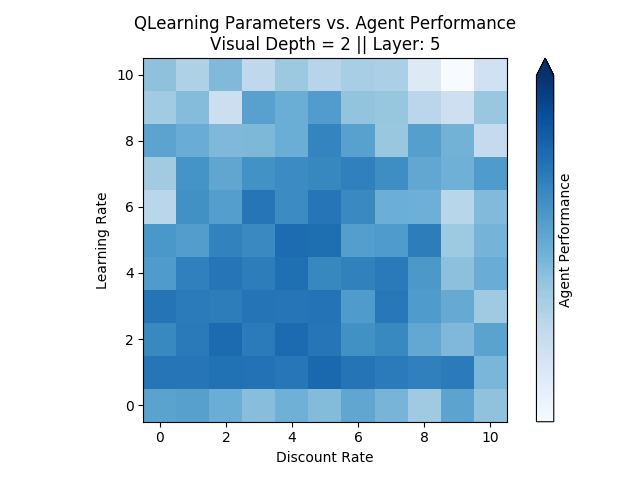 QLearning Parameters vs. Agent Performance
Visual Depth = 2 || Layer: 5
10
8
6
4
2
0
Learning Rate
0 2 4 6 8 10
Discount Rate
Agent Performance